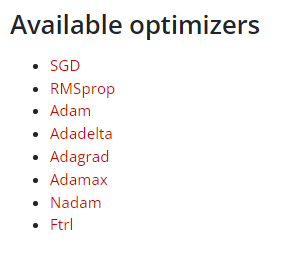 Available optimizers
SGD
RMSprop
Adam
Adadelta
Adagrad
Adamax
Nadam
Ftrl